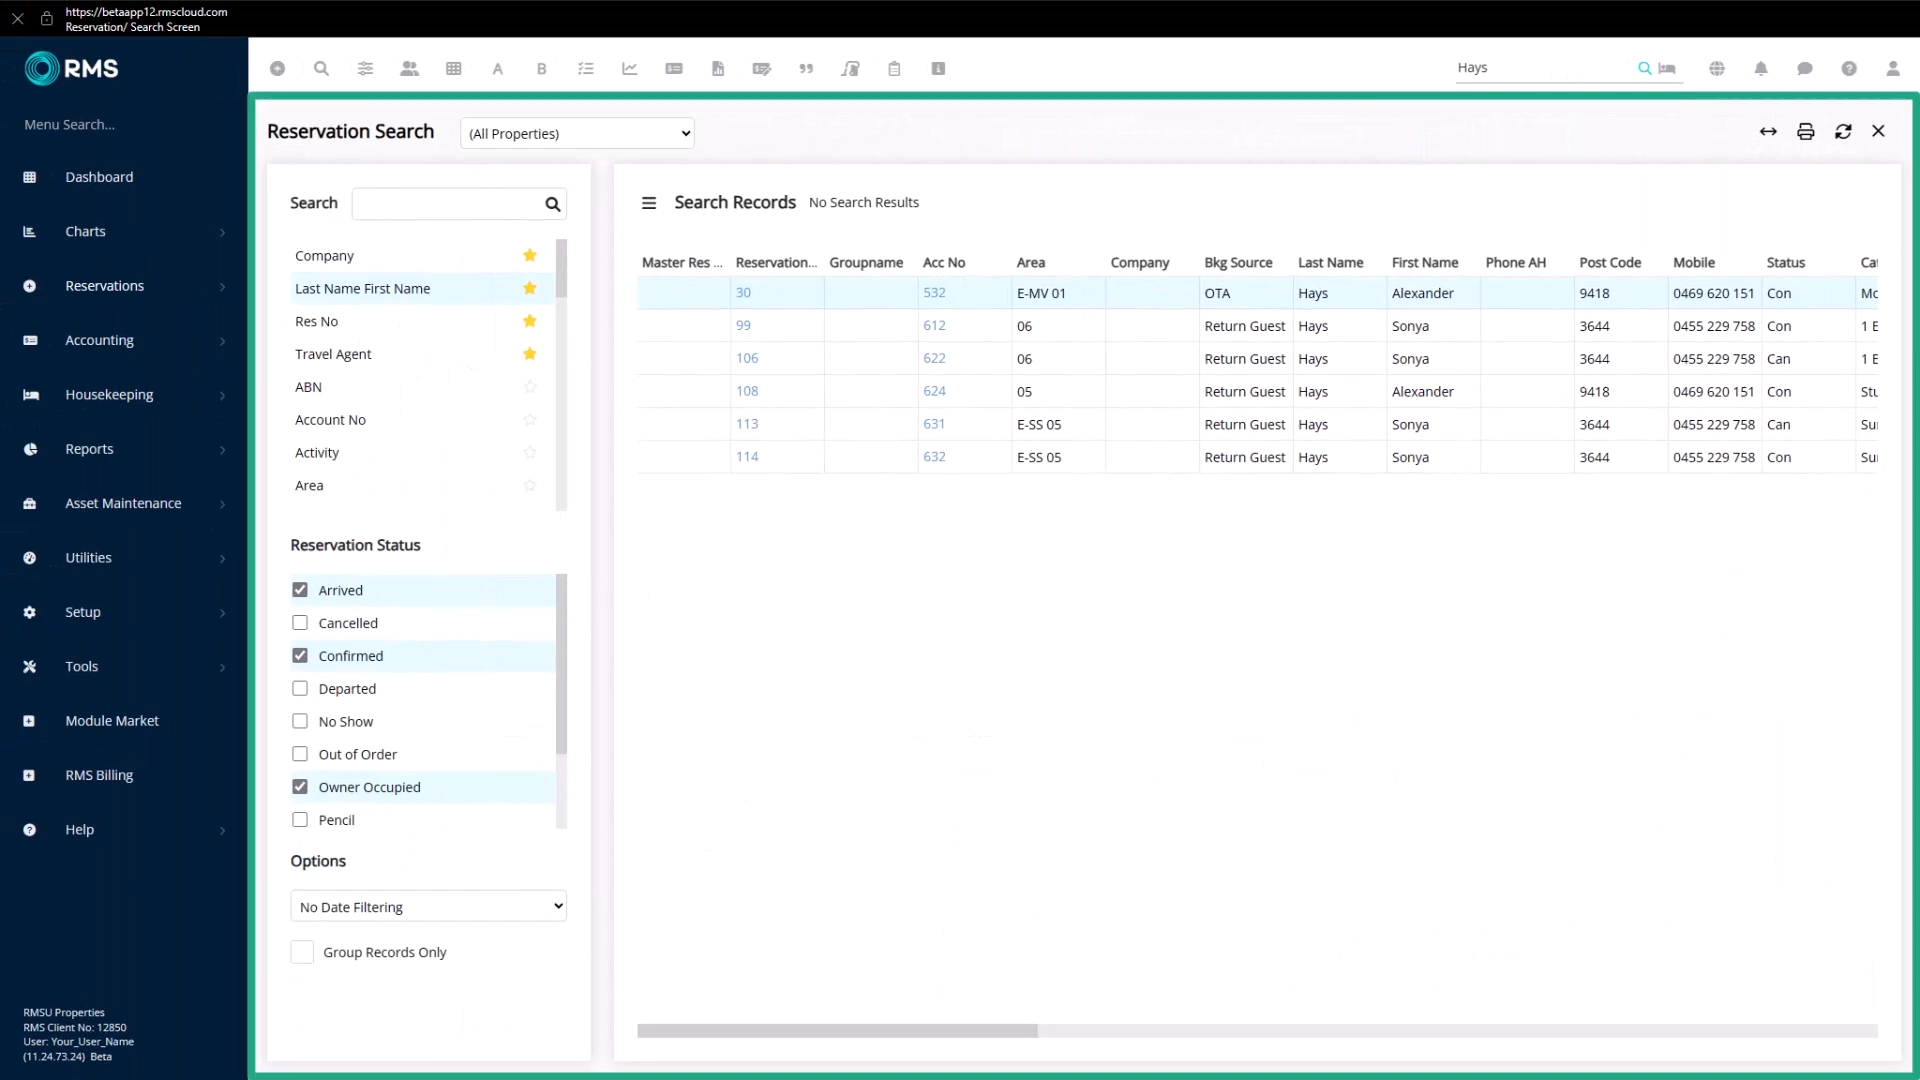 https://betaapp12.rmscloud.com
Reservation/ Search Screen
RMS
A B
Hays
Menu Search...
Dashboard
Charts
Reservations
Accounting
Housekeeping
Reports
Asset Maintenance
Utilities
Setup
Tools
Module Market
RMS Billing
Help
RMSU Properties
RMS Client No: 12850
User: Your_User_Name
(11.24.73.24) Beta
Reservation Search (All Properties)
Search
Company
Last Name First Name
Res No
Travel Agent
ABN
Account No
Activity
Area
Reservation Status
Arrived
Cancelled
Confirmed
Departed
No Show
Out of Order
Owner Occupied
Pencil
Options
No Date Filtering
Group Records Only
Search Records No Search Results
Master Res ... Reservation... Groupname Acc No Area Company Bkg Source Last Name First Name Phone AH Post Code Mobile Status Cat
30 532 E-MV 01 OTA Hays Alexander 9418 0469 620 151 Con Mo
99 612 06 Return Guest Hays Sonya 3644 0455 229 758 Con 1 B
106 622 06 Return Guest Hays Sonya 3644 0455 229 758 Can 1 B
108 624 05 Return Guest Hays Alexander 9418 0469 620 151 Con Stu
113 631 E-SS 05 Return Guest Hays Sonya 3644 0455 229 758 Can Su
114 632 E-SS 05 Return Guest Hays Sonya 3644 0455 229 758 Con Su